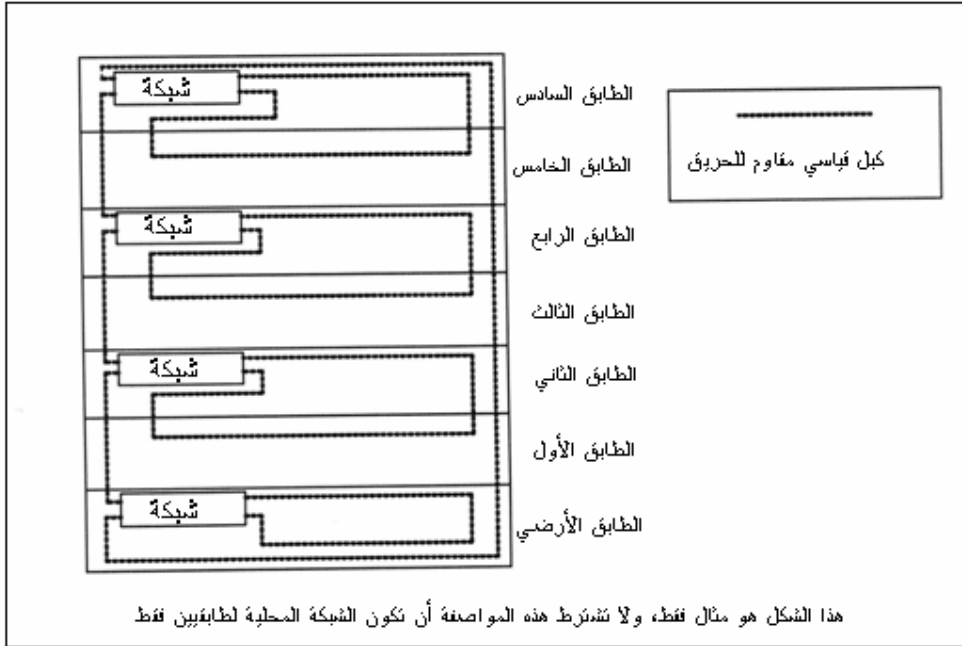 شبكة
الطابق السادس
كبل قياسي مقاوم للحريق
الطابق الخامس
شبكة
الطابق الرابع
الطابق الثالث
شبكة
الطابق الثاني
الطابق الأول
شبكة
الطابق الأرضي
هذا الشكل هو مثال فقط، ولا تشترط هذه المواصفة أن تكون الشبكة المحلية لطابقيين فقط